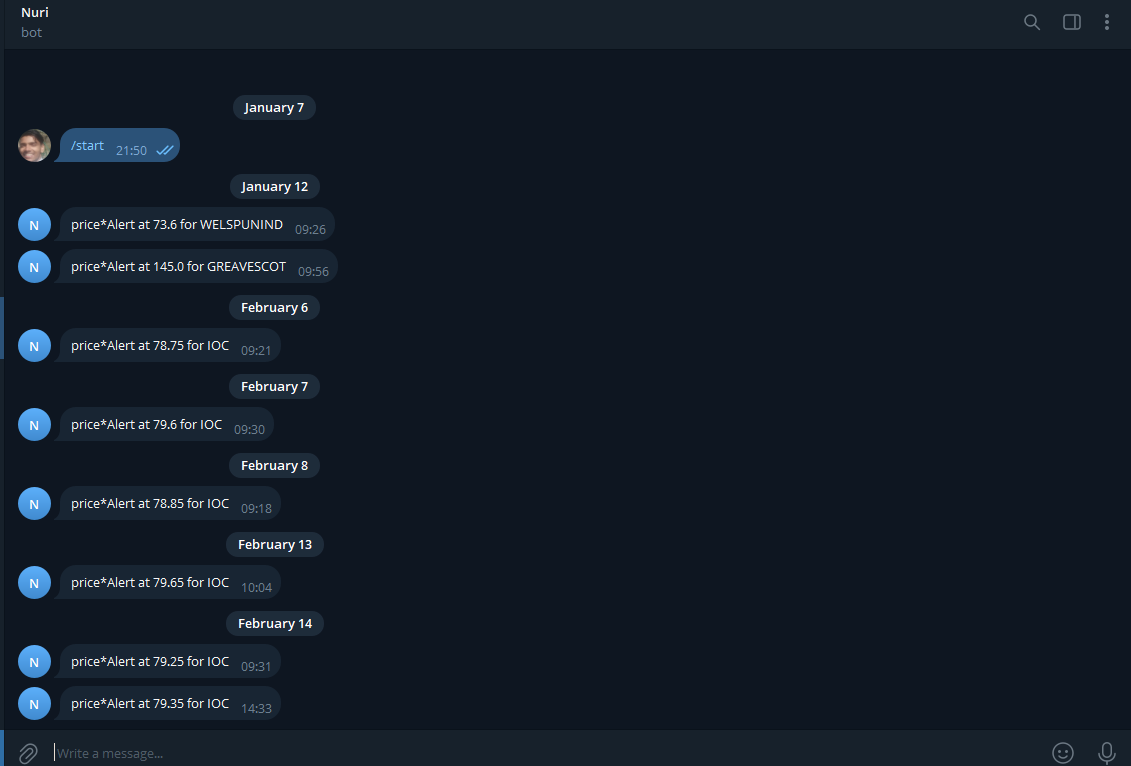 Nuri
bot
January 7
/start 21:50
January 12
N price*Alert at 73.6 for WELSPUNIND 09:26
N price*Alert at 145.0 for GREAVESCOT 09:56
February 6
N price*Alert at 78.75 for IOC 09:21
February 7
N price*Alert at 79.6 for IOC 09:30
February 8
N price*Alert at 78.85 for IOC 09:18
February 13
N price*Alert at 79.65 for IOC 10:04
February 14
N price*Alert at 79.25 for IOC 09:31
N price*Alert at 79.35 for IOC 14:33
Write a message...